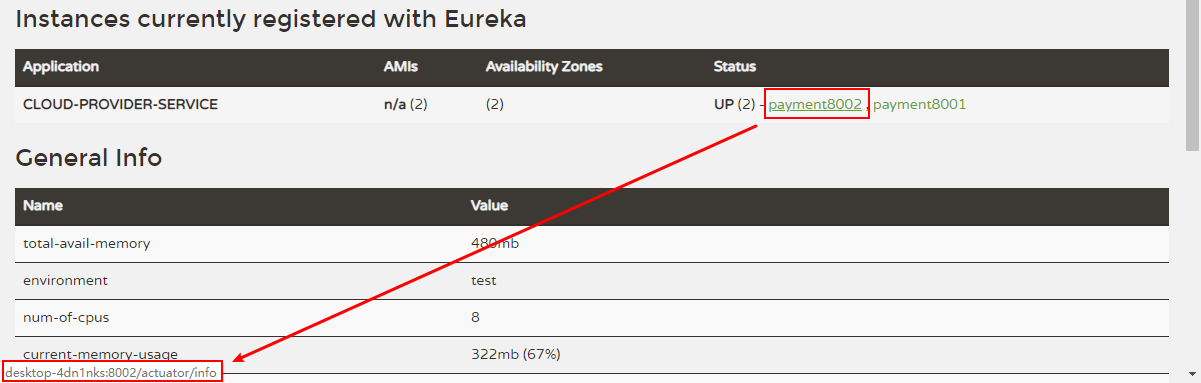 Instances currently registered with Eureka
Application AMIs Availability Zones Status
CLOUD-PROVIDER-SERVICE n/a (2) (2) UP (2) - payment8002 , payment8001
General Info
Name Value
total-avail-memory 480mb
environment test
num-of-cpus 8
current-memory-usage 322mb (67%)
desktop-4dn1nks:8002/actuator/info